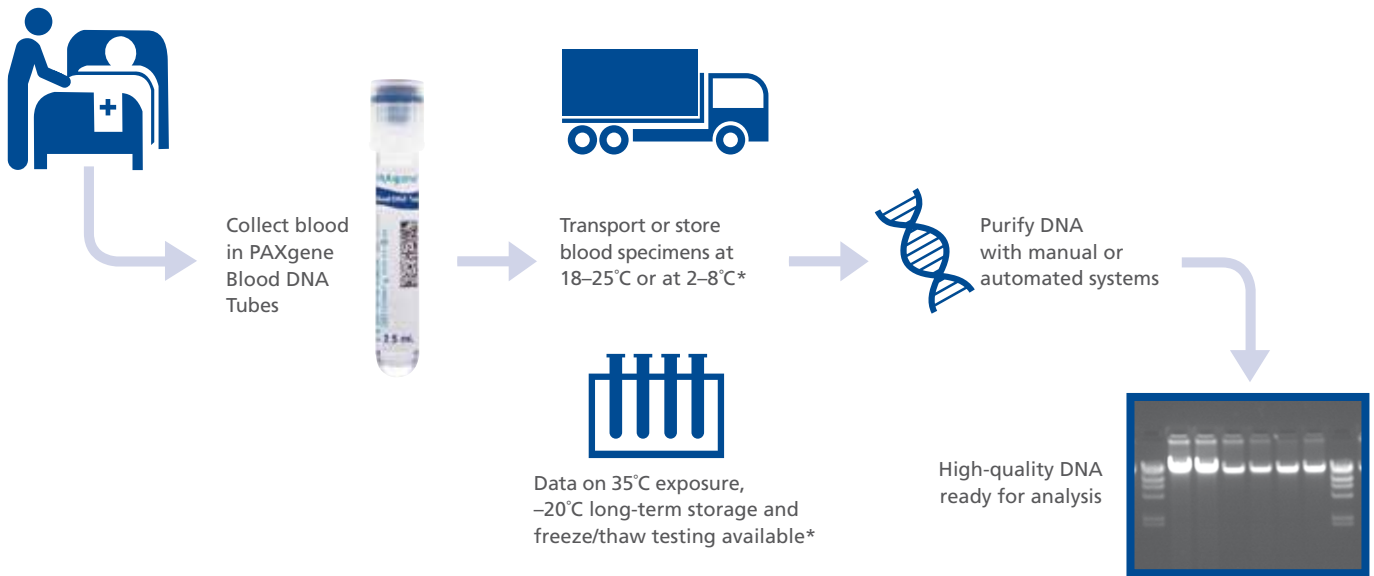 Collect blood
in PAXgene
Blood DNA
Tubes
2.5 mL
Transport or store
blood specimens at
18–25°C or at 2–8°C*
Data on 35°C exposure,
–20°C long-term storage and
freeze/thaw testing available*
Purify DNA
with manual or
automated systems
High-quality DNA
ready for analysis